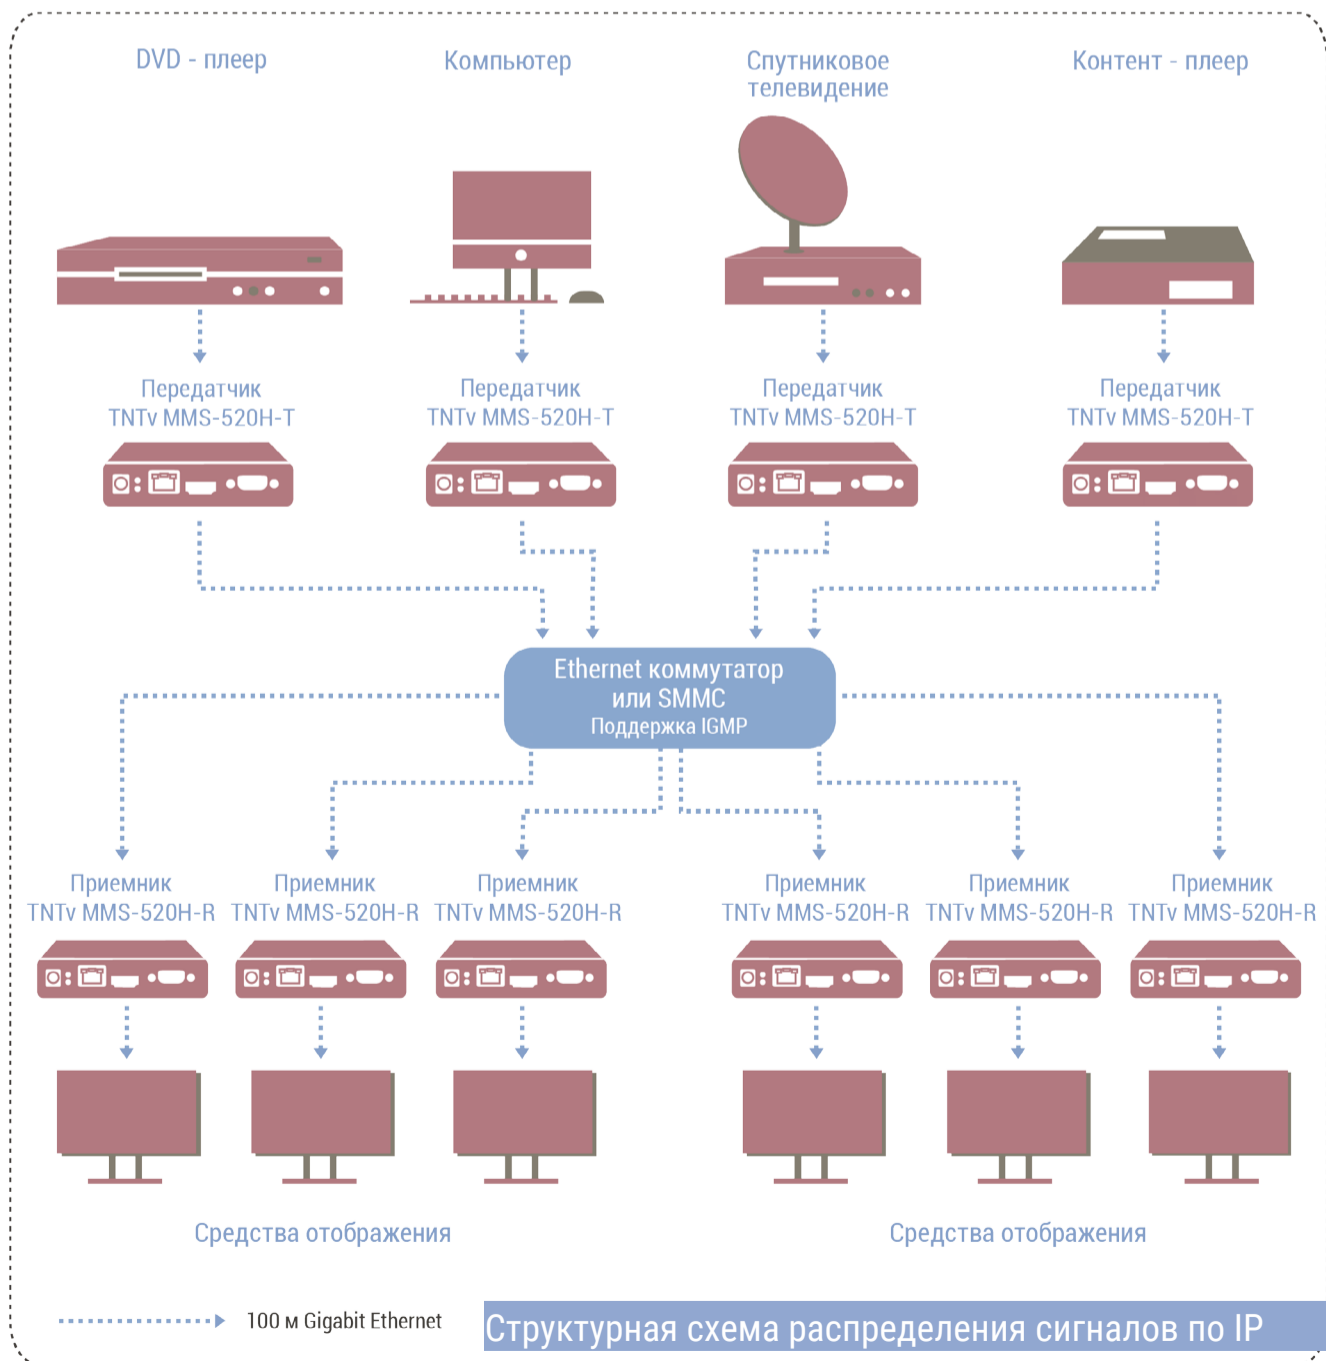 DVD - плеер
Компьютер
Спутниковое
телевидение
Контент - плеер
Передатчик
TNTv MMS-520H-T
Передатчик
TNTv MMS-520H-T
Передатчик
TNTv MMS-520H-T
Передатчик
TNTv MMS-520H-T
Ethernet коммутатор
или SMMC
Поддержка IGMP
Приемник
TNTv MMS-520H-R
Приемник
TNTv MMS-520H-R
Приемник
TNTv MMS-520H-R
Приемник
TNTv MMS-520H-R
Приемник
TNTv MMS-520H-R
Приемник
TNTv MMS-520H-R
Средства отображения
Средства отображения
100 м Gigabit Ethernet
Структурная схема распределения сигналов по IP